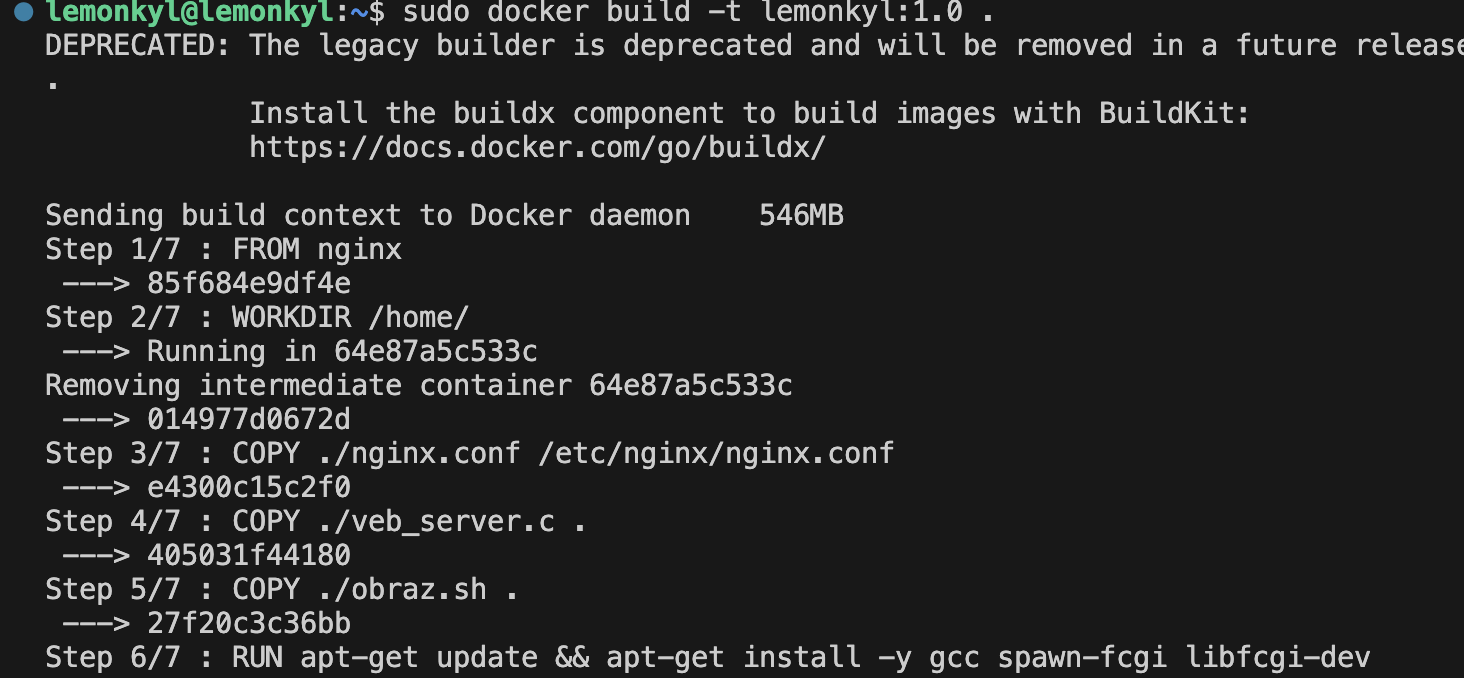 lemonkyl@lemonkyl:~$ sudo docker build -t lemonkyl:1.0 .
DEPRECATED: The legacy builder is deprecated and will be removed in a future release
.
Install the buildx component to build images with BuildKit:
https://docs.docker.com/go/buildx/
Sending build context to Docker daemon    546MB
Step 1/7 : FROM nginx
---> 85f684e9df4e
Step 2/7 : WORKDIR /home/
---> Running in 64e87a5c533c
Removing intermediate container 64e87a5c533c
---> 014977d0672d
Step 3/7 : COPY ./nginx.conf /etc/nginx/nginx.conf
---> e4300c15c2f0
Step 4/7 : COPY ./veb_server.c .
---> 405031f44180
Step 5/7 : COPY ./obraz.sh .
---> 27f20c3c36bb
Step 6/7 : RUN apt-get update && apt-get install -y gcc spawn-fcgi libfcgi-dev